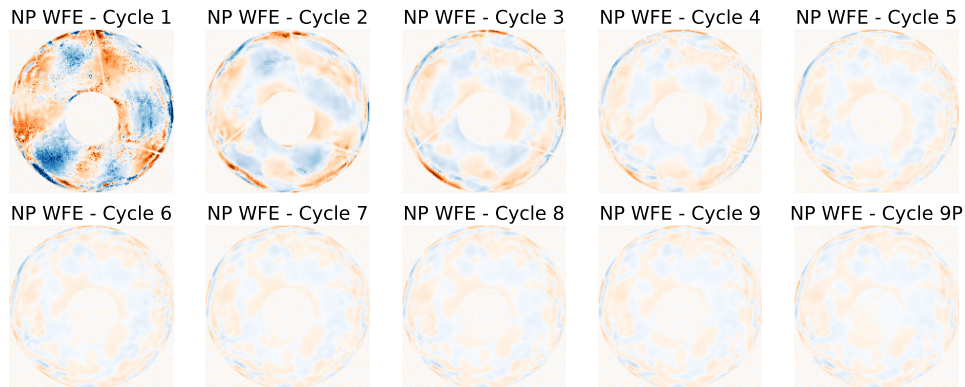 NP WFE - Cycle 1
NP WFE - Cycle 2
NP WFE - Cycle 3
NP WFE - Cycle 4
NP WFE - Cycle 5
NP WFE - Cycle 6
NP WFE - Cycle 7
NP WFE - Cycle 8
NP WFE - Cycle 9
NP WFE - Cycle 9P